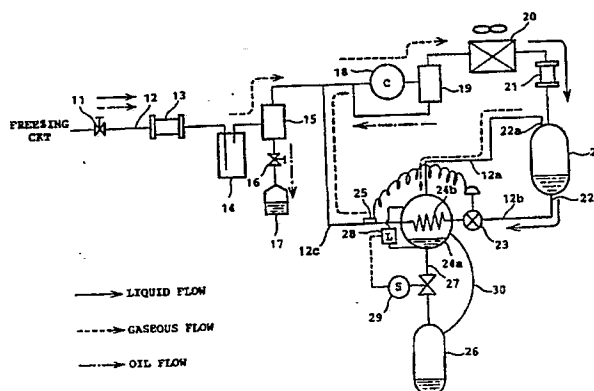 20
18
C
19
21
11
12
13
FREEZING
CKT
15
22a
2
12a
16
14
25
24b
12b
22
17
28
L
23
12c
24a
27
30
S
29
26
LIQUID FLOW
GASEOUS FLOW
OIL FLOW